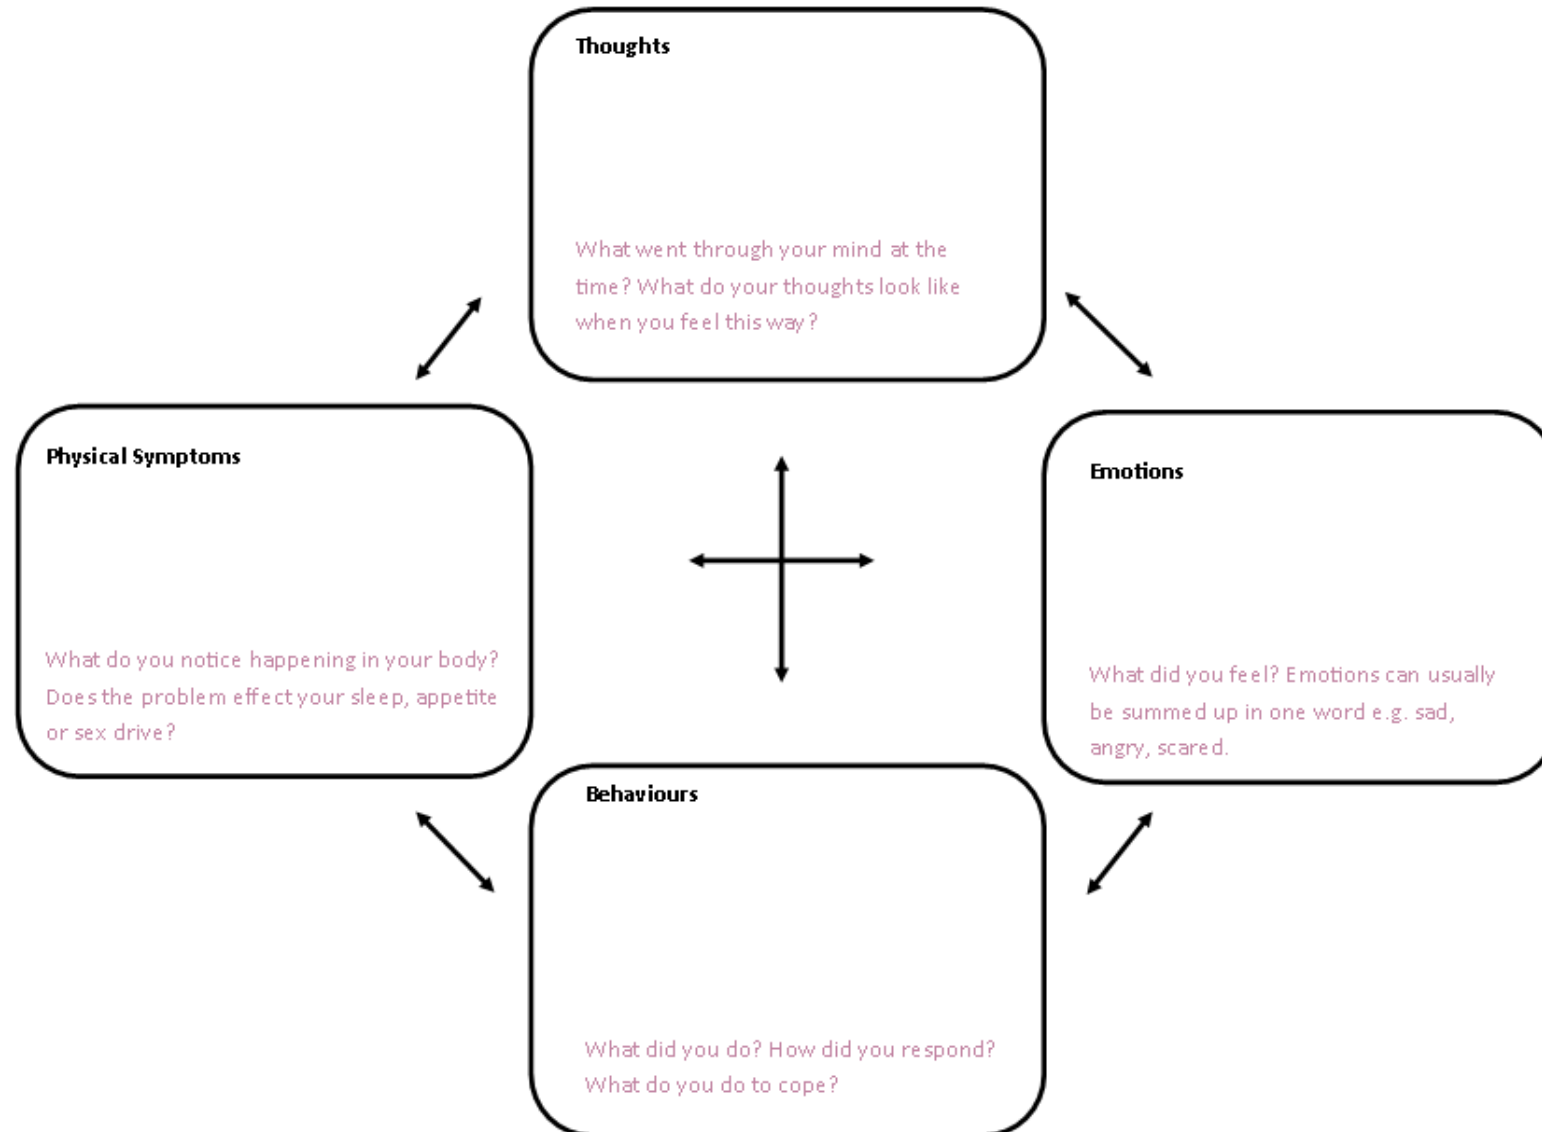 Thoughts
What went through your mind at the
time? What do your thoughts look like
when you feel this way?
Physical Symptoms
What do you notice happening in your body?
Does the problem effect your sleep, appetite
or sex drive?
Emotions
What did you feel? Emotions can usually
be summed up in one word e.g. sad,
angry, scared.
Behaviours
What did you do? How did you respond?
What do you do to cope?